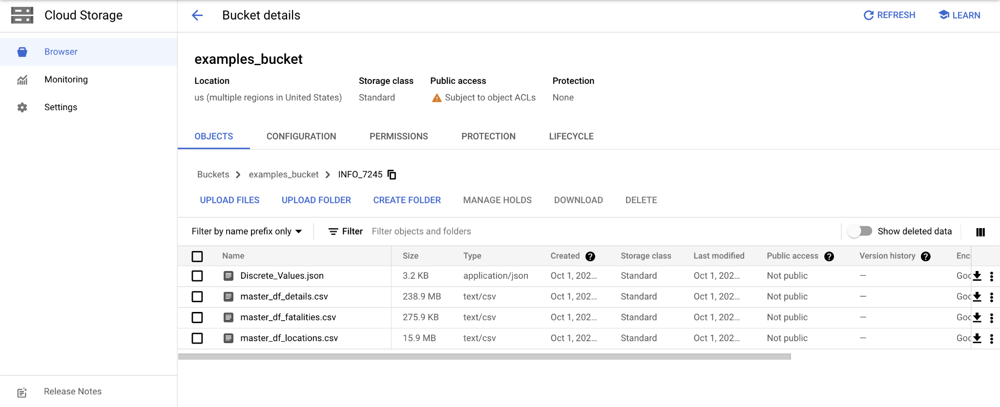 Cloud Storage
Bucket details
REFRESH
LEARN
Browser
Monitoring
Settings
examples_bucket
Location Storage class Public access Protection
us (multiple regions in United States) Standard Subject to object ACLs None
OBJECTS CONFIGURATION PERMISSIONS PROTECTION LIFECYCLE
Buckets examples_bucket INFO_7245
UPLOAD FILES UPLOAD FOLDER CREATE FOLDER MANAGE HOLDS DOWNLOAD DELETE
Filter by name prefix only Filter Filter objects and folders Show deleted data
Name Size Type Created Storage class Last modified Public access Version history Enc
Discrete_Values.json 3.2 KB application/json Oct 1, 202... Standard Oct 1, 202... Not public — Goo
master_df_details.csv 238.9 MB text/csv Oct 1, 202... Standard Oct 1, 202... Not public — Goo
master_df_fatalities.csv 275.9 KB text/csv Oct 1, 202... Standard Oct 1, 202... Not public — Goo
master_df_locations.csv 15.9 MB text/csv Oct 1, 202... Standard Oct 1, 202... Not public — Goo
Release Notes